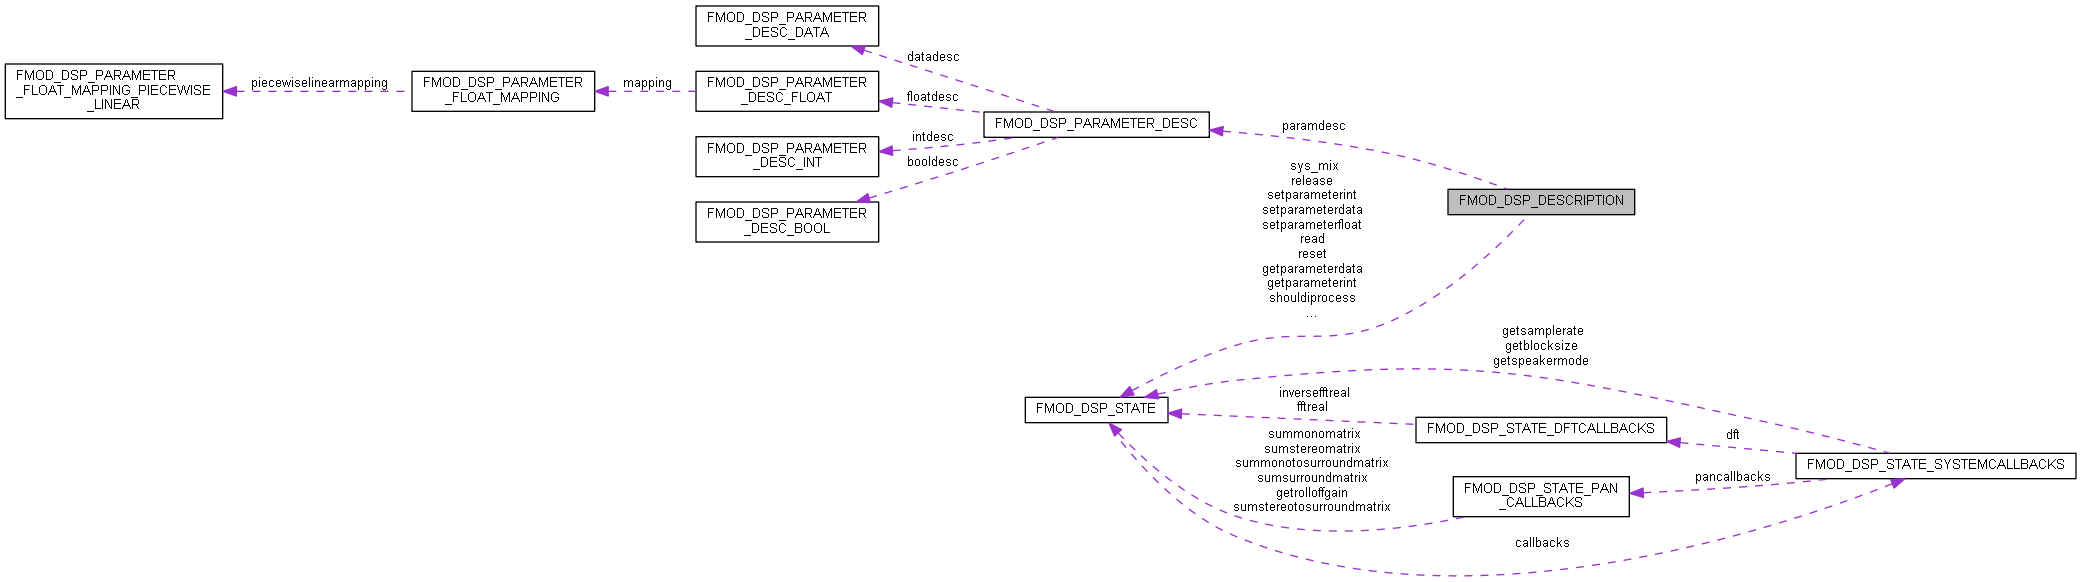 FMOD_DSP_PARAMETER
_DESC_DATA
datadesc
FMOD_DSP_PARAMETER
_FLOAT_MAPPING_PIECEWISE
_LINEAR
piecewiselinearmapping
FMOD_DSP_PARAMETER
_FLOAT_MAPPING
mapping
FMOD_DSP_PARAMETER
_DESC_FLOAT
floatdesc
FMOD_DSP_PARAMETER_DESC
paramdesc
intdesc
FMOD_DSP_PARAMETER
_DESC_INT
booldesc
FMOD_DSP_PARAMETER
_DESC_BOOL
sys_mix
release
setparameterint
setparameterdata
setparameterfloat
read
reset
getparameterdata
getparameterint
shouldiprocess
...
FMOD_DSP_DESCRIPTION
getsamplerate
getblocksize
getspeakermode
inversefftreal
fftreal
FMOD_DSP_STATE
FMOD_DSP_STATE_DFTCALLBACKS
dft
summonomatrix
sumstereomatrix
summonotosurroundmatrix
sumsurroundmatrix
getrolloffgain
sumstereotosurroundmatrix
FMOD_DSP_STATE_PAN
_CALLBACKS
pancallbacks
FMOD_DSP_STATE_SYSTEMCALLBACKS
callbacks